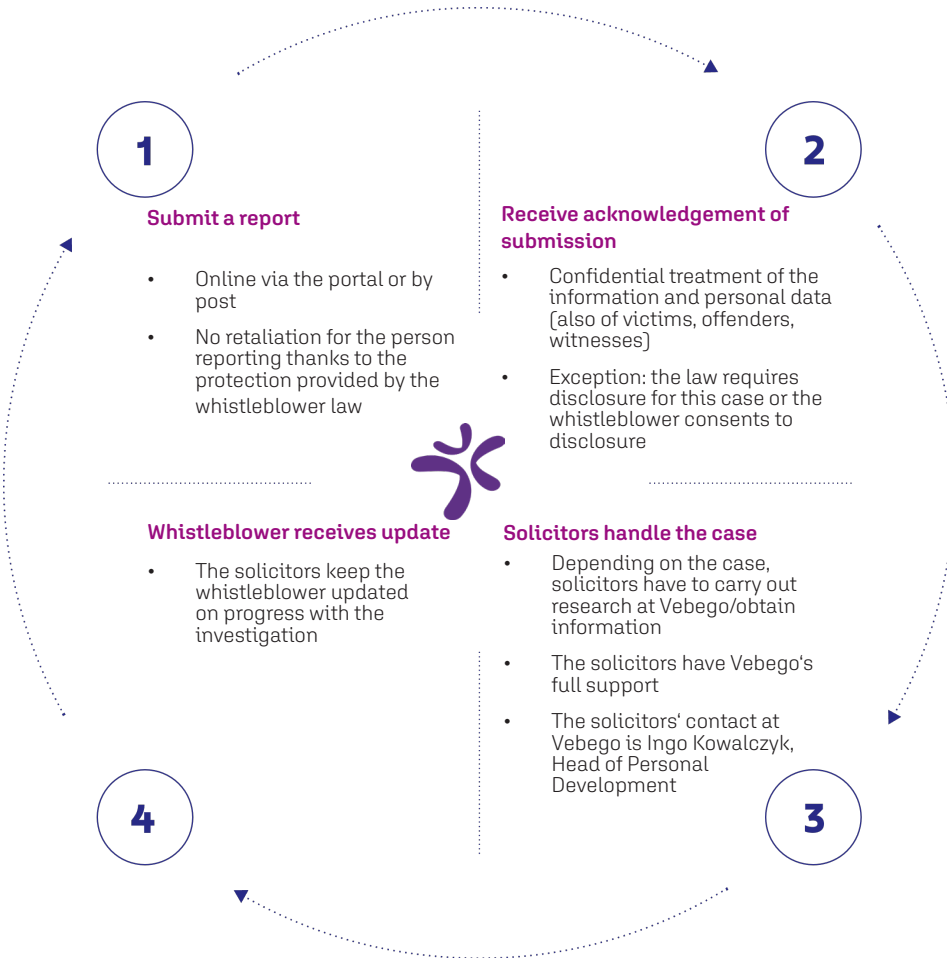 1
Submit a report
• Online via the portal or by
post
• No retaliation for the person
reporting thanks to the
protection provided by the
whistleblower law
2
Receive acknowledgement of
submission
• Confidential treatment of the
information and personal data
(also of victims, offenders,
witnesses)
• Exception: the law requires
disclosure for this case or the
whistleblower consents to
disclosure
Solicitors handle the case
• Depending on the case,
solicitors have to carry out
research at Vebego/obtain
information
• The solicitors have Vebego‘s
full support
• The solicitors‘ contact at
Vebego is Ingo Kowalczyk,
Head of Personal
Development
3
Whistleblower receives update
• The solicitors keep the
whistleblower updated
on progress with the
investigation
4